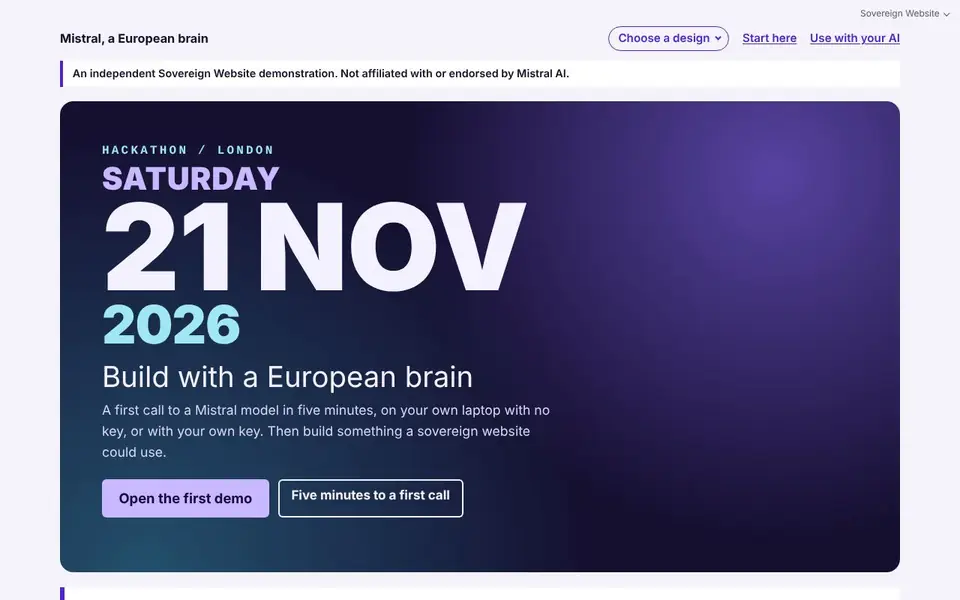 Sovereign Website
Mistral, a European brain
Choose a design
Start here
Use with your AI
An independent Sovereign Website demonstration. Not affiliated with or endorsed by Mistral AI.
HACKATHON / LONDON
SATURDAY
21 NOV
2026
Build with a European brain
A first call to a Mistral model in five minutes, on your own laptop with no
key, or with your own key. Then build something a sovereign website
could use.
Open the first demo
Five minutes to a first call